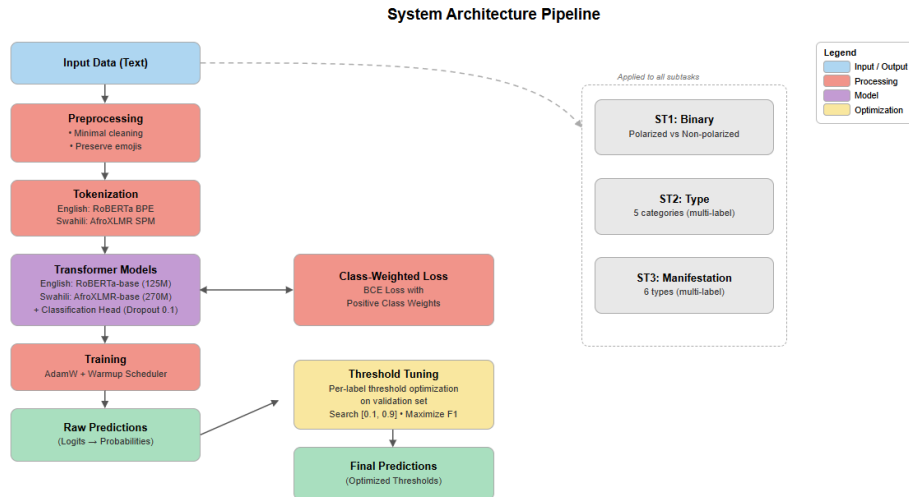 System Architecture Pipeline
Input Data (Text)
Preprocessing
• Minimal cleaning
• Preserve emojis
Tokenization
English: RoBERTa BPE
Swahili: AfroXLMR SPM
Transformer Models
English: RoBERTa-base (125M)
Swahili: AfroXLMR-base (270M)
+ Classification Head (Dropout 0.1)
Training
AdamW + Warmup Scheduler
Raw Predictions
(Logits → Probabilities)
Class-Weighted Loss
BCE Loss with
Positive Class Weights
Threshold Tuning
Per-label threshold optimization
on validation set
Search [0.1, 0.9] • Maximize F1
Final Predictions
(Optimized Thresholds)
Applied to all subtasks
ST1: Binary
Polarized vs Non-polarized
ST2: Type
5 categories (multi-label)
ST3: Manifestation
6 types (multi-label)
Legend
Input / Output
Processing
Model
Optimization